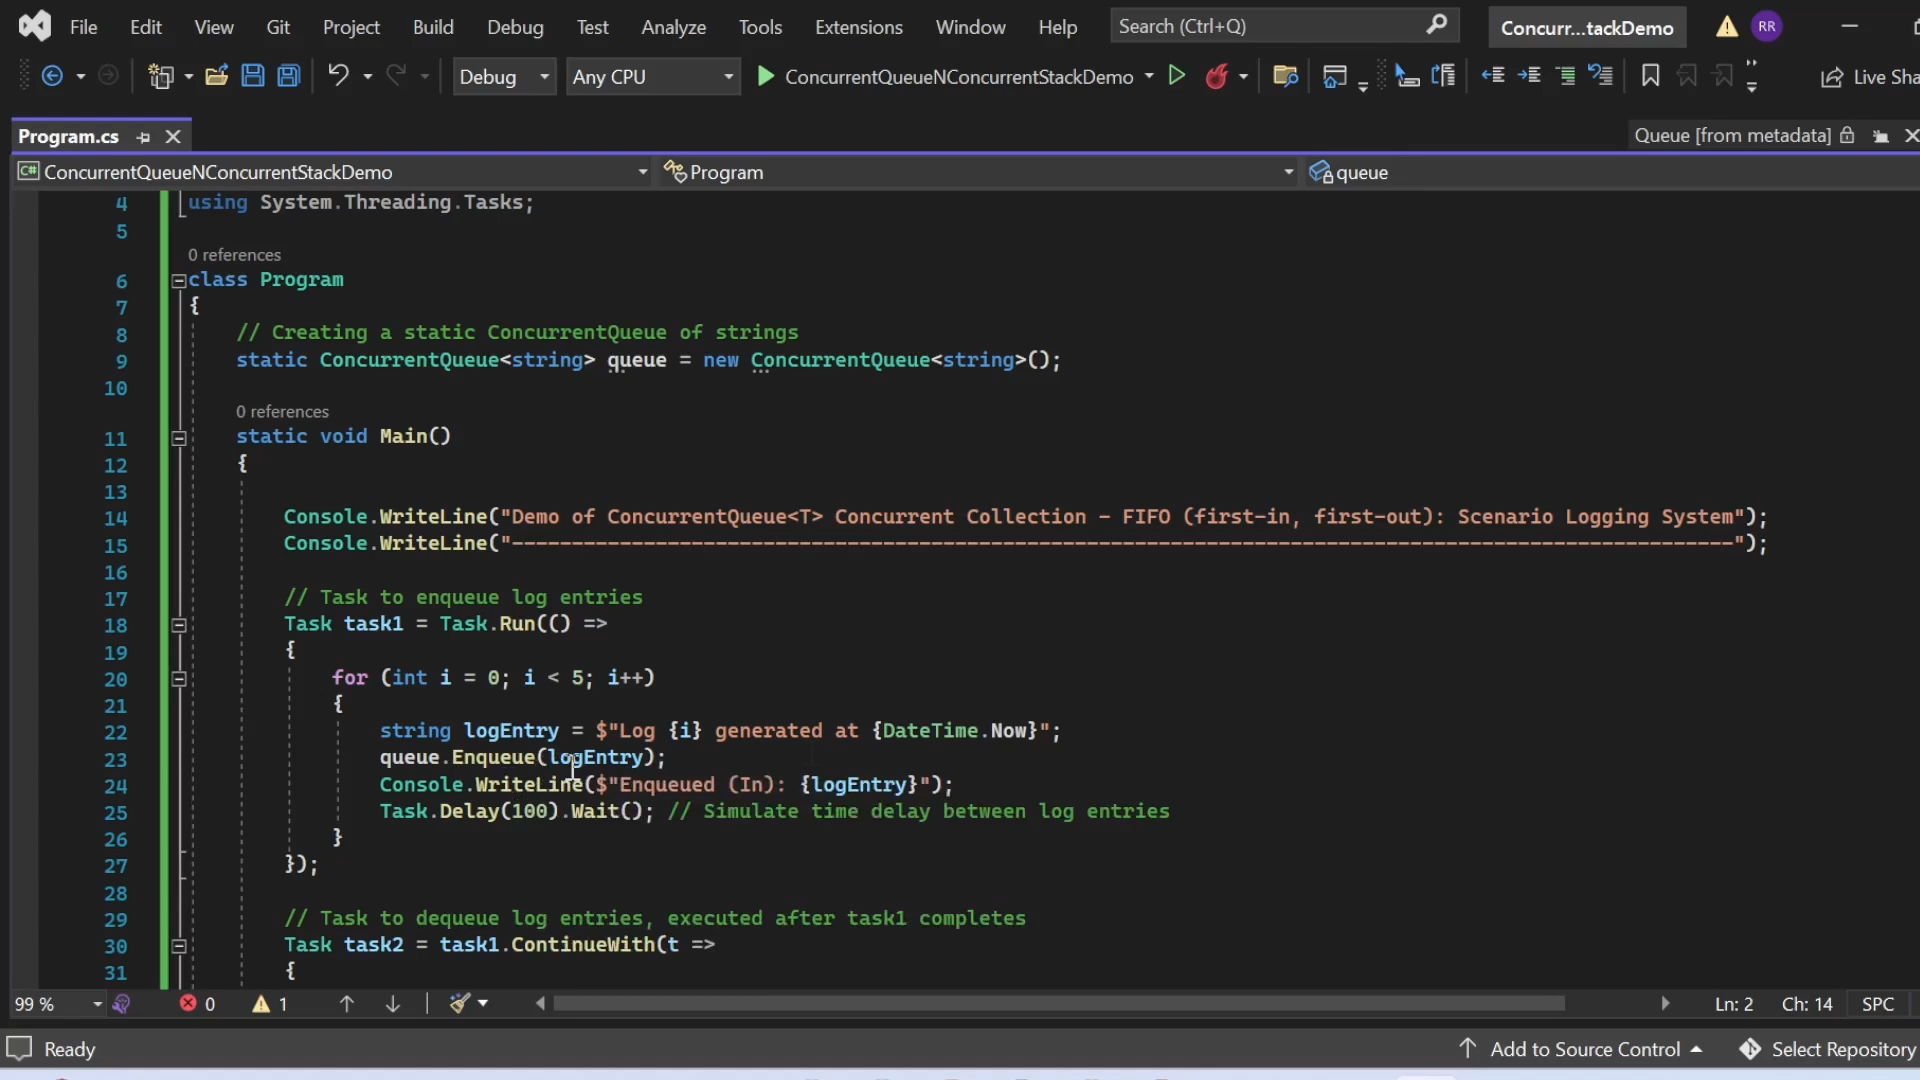 File Edit View Git Project Build Debug Test Analyze Tools Extensions Window Help Search (Ctrl+Q) Concurr...tackDemo RR
Debug Any CPU ConcurrentQueueNConcurrentStackDemo Live Sha
Program.cs Queue [from metadata]
C# ConcurrentQueueNConcurrentStackDemo Program queue
4 using System.Threading.Tasks;
5
0 references
6 class Program
7 {
8 // Creating a static ConcurrentQueue of strings
9 static ConcurrentQueue<string> queue = new ConcurrentQueue<string>();
10
0 references
11 static void Main()
12 {
13
14 Console.WriteLine("Demo of ConcurrentQueue<T> Concurrent Collection - FIFO (first-in, first-out): Scenario Logging System");
15 Console.WriteLine("------------------------------------------------------------------------------------------------------");
16
17 // Task to enqueue log entries
18 Task task1 = Task.Run(() =>
19 {
20 for (int i = 0; i < 5; i++)
21 {
22 string logEntry = $"Log {i} generated at {DateTime.Now}";
23 queue.Enqueue(logEntry);
24 Console.WriteLine($"Enqueued (In): {logEntry}");
25 Task.Delay(100).Wait(); // Simulate time delay between log entries
26 }
27 });
28
29 // Task to dequeue log entries, executed after task1 completes
30 Task task2 = task1.ContinueWith(t =>
31 {
99 % 0 1 Ln: 2 Ch: 14 SPC
Ready Add to Source Control Select Repository